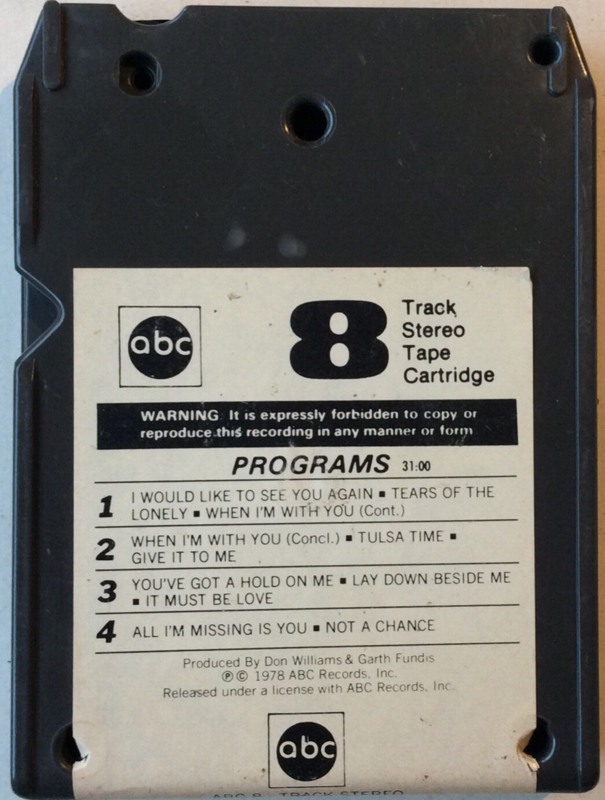 abc
8 Track
Stereo
Tape
Cartridge
WARNING: It is expressly forbidden to copy or
reproduce this recording in any manner or form
PROGRAMS 31:00
1 I WOULD LIKE TO SEE YOU AGAIN ■ TEARS OF THE
LONELY ■ WHEN I'M WITH YOU (Cont.)
2 WHEN I'M WITH YOU (Concl.) ■ TULSA TIME ■
GIVE IT TO ME
3 YOU'VE GOT A HOLD ON ME ■ LAY DOWN BESIDE ME
■ IT MUST BE LOVE
4 ALL I'M MISSING IS YOU ■ NOT A CHANCE
Produced By Don Williams & Garth Fundis
Ⓟ © 1978 ABC Records, Inc.
Released under a license with ABC Records, Inc.
abc
ABC 8 - TRACK STEREO